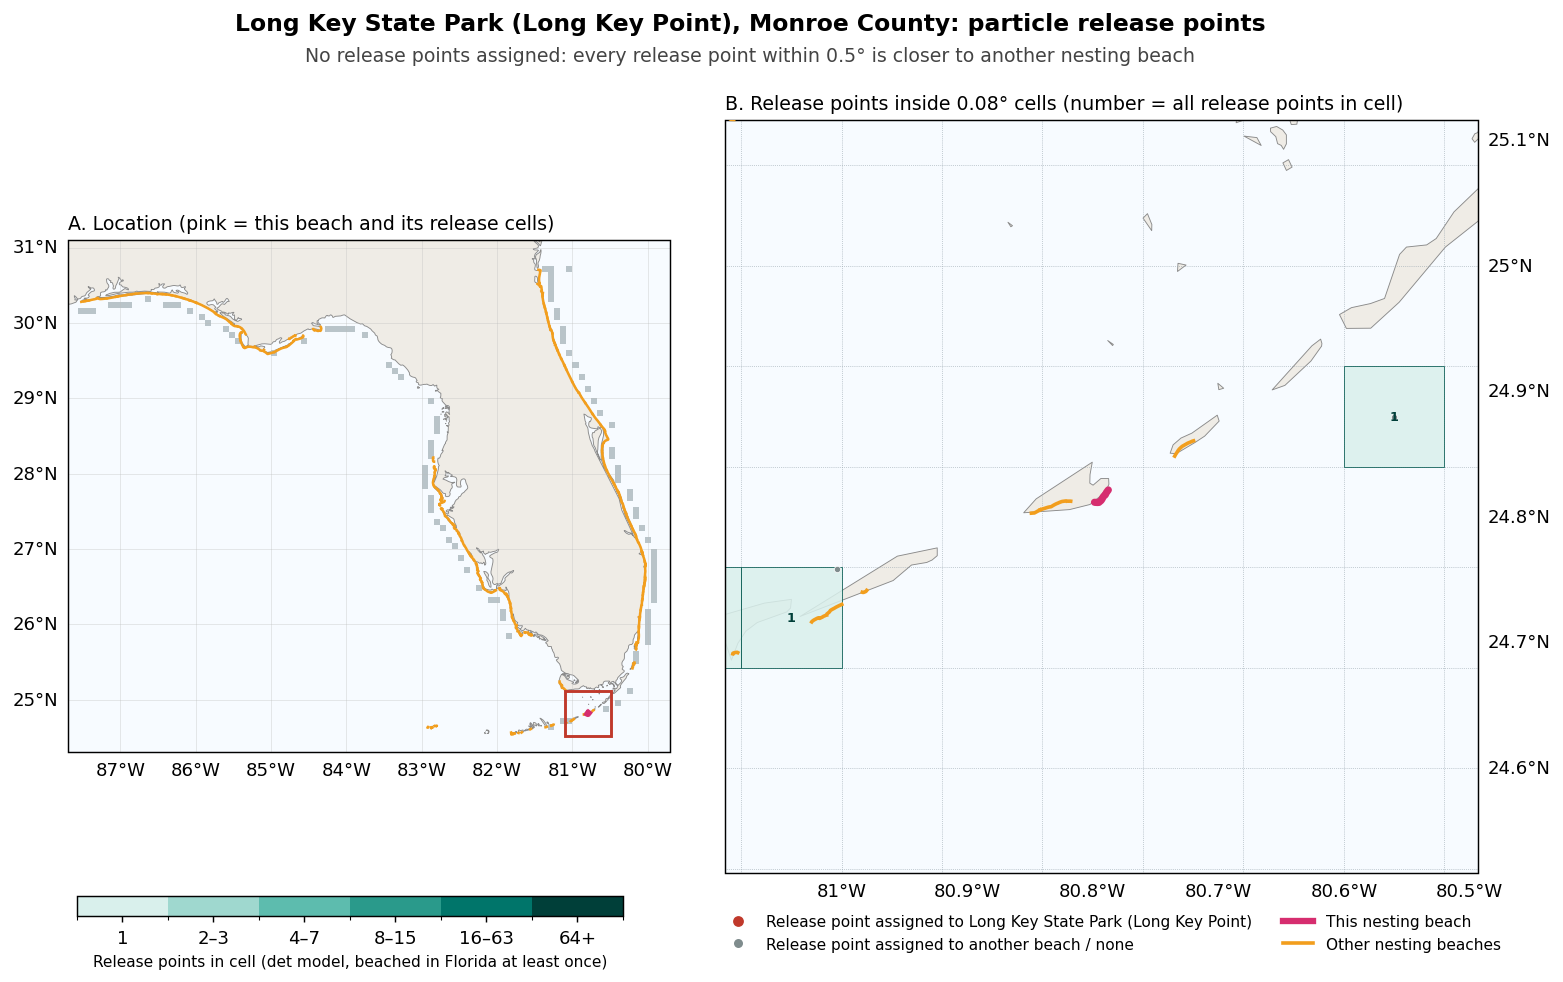 Long Key State Park (Long Key Point), Monroe County: particle release points
No release points assigned: every release point within 0.5° is closer to another nesting beach
A. Location (pink = this beach and its release cells)
31°N
30°N
29°N
28°N
27°N
26°N
25°N
87°W 86°W 85°W 84°W 83°W 82°W 81°W 80°W
B. Release points inside 0.08° cells (number = all release points in cell)
25.1°N
25°N
24.9°N
24.8°N
24.7°N
24.6°N
1
1
81°W 80.9°W 80.8°W 80.7°W 80.6°W 80.5°W
1 2–3 4–7 8–15 16–63 64+
Release points in cell (det model, beached in Florida at least once)
Release point assigned to Long Key State Park (Long Key Point)
Release point assigned to another beach / none
This nesting beach
Other nesting beaches